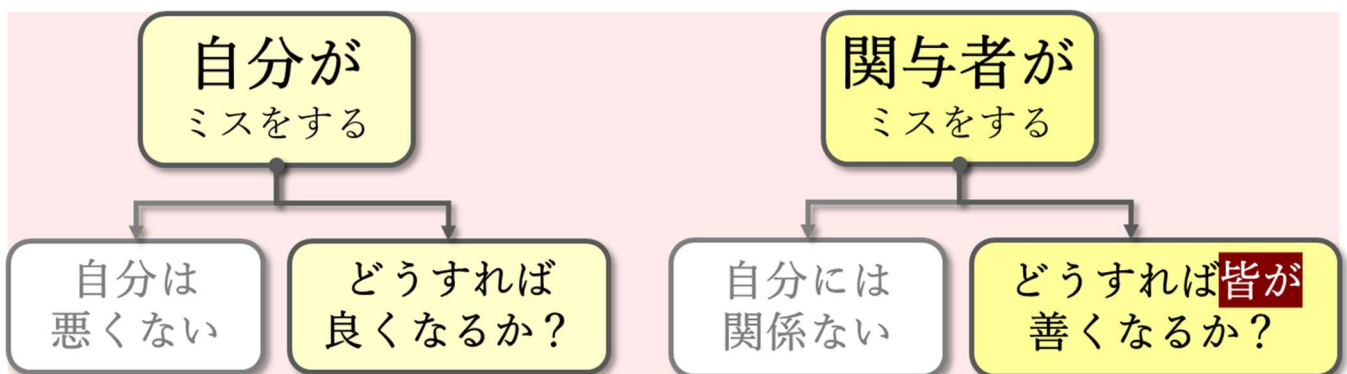 自分が
ミスをする
関与者が
ミスをする
自分は
悪くない
どうすれば
良くなるか？
自分には
関係ない
どうすれば皆が
善くなるか？